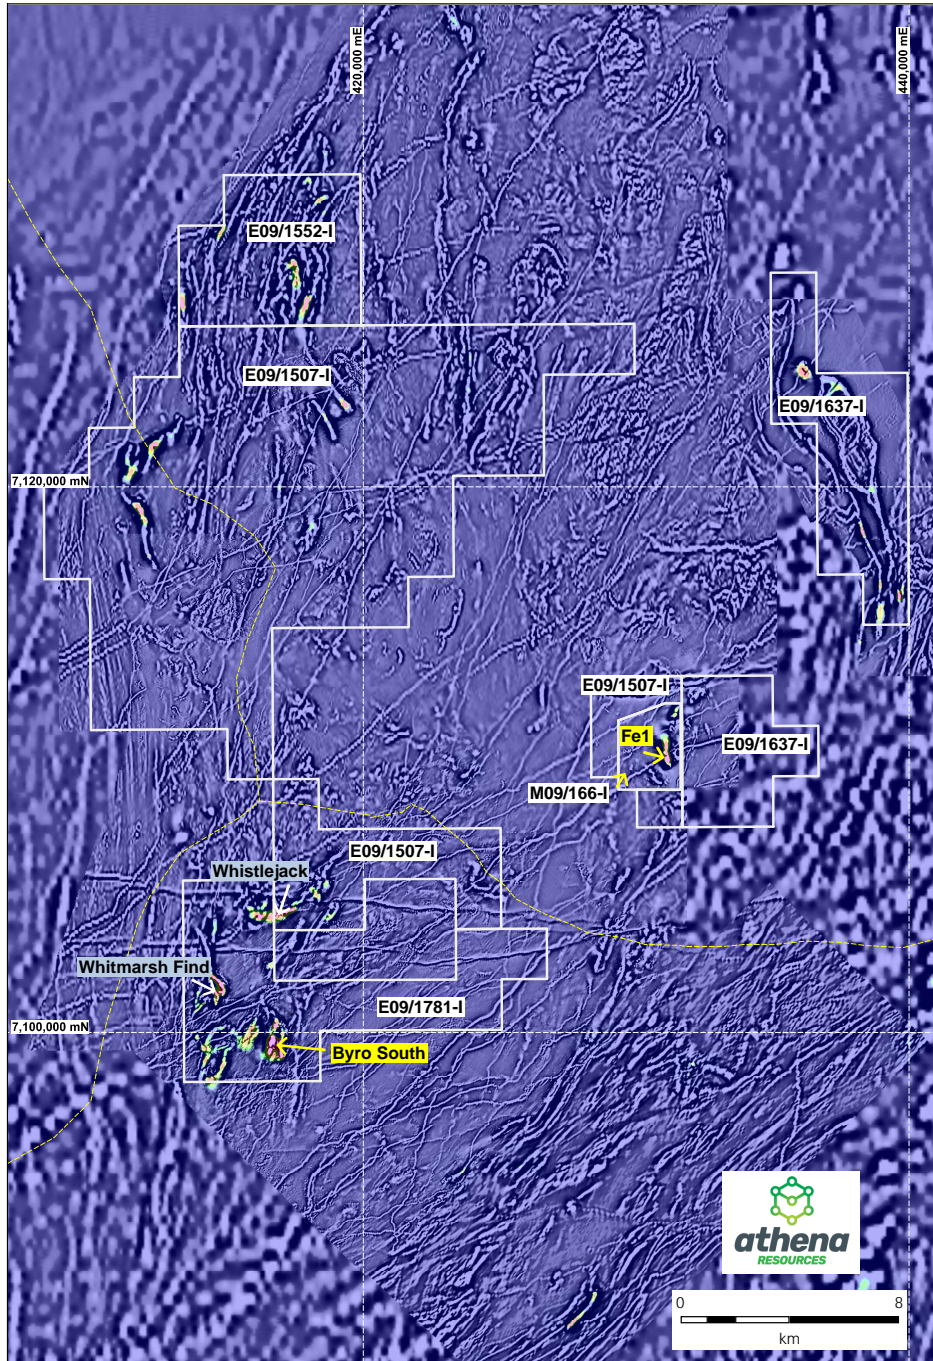 420,000 mE
440,000 mE
E09/1552-I
E09/1507-I
E09/1637-I
7,120,000 mN
E09/1507-I
Fe1
E09/1637-I
M09/166-I
E09/1507-I
Whistlejack
Whitmarsh Find
E09/1781-I
7,100,000 mN
Byro South
athena
RESOURCES
0 8
km